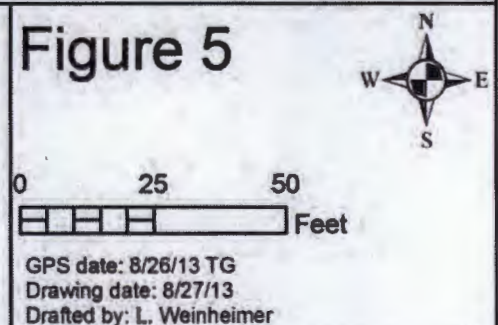 Figure 5
N
W E
S
0 25 50
Feet
GPS date: 8/26/13 TG
Drawing date: 8/27/13
Drafted by: L. Weinheimer